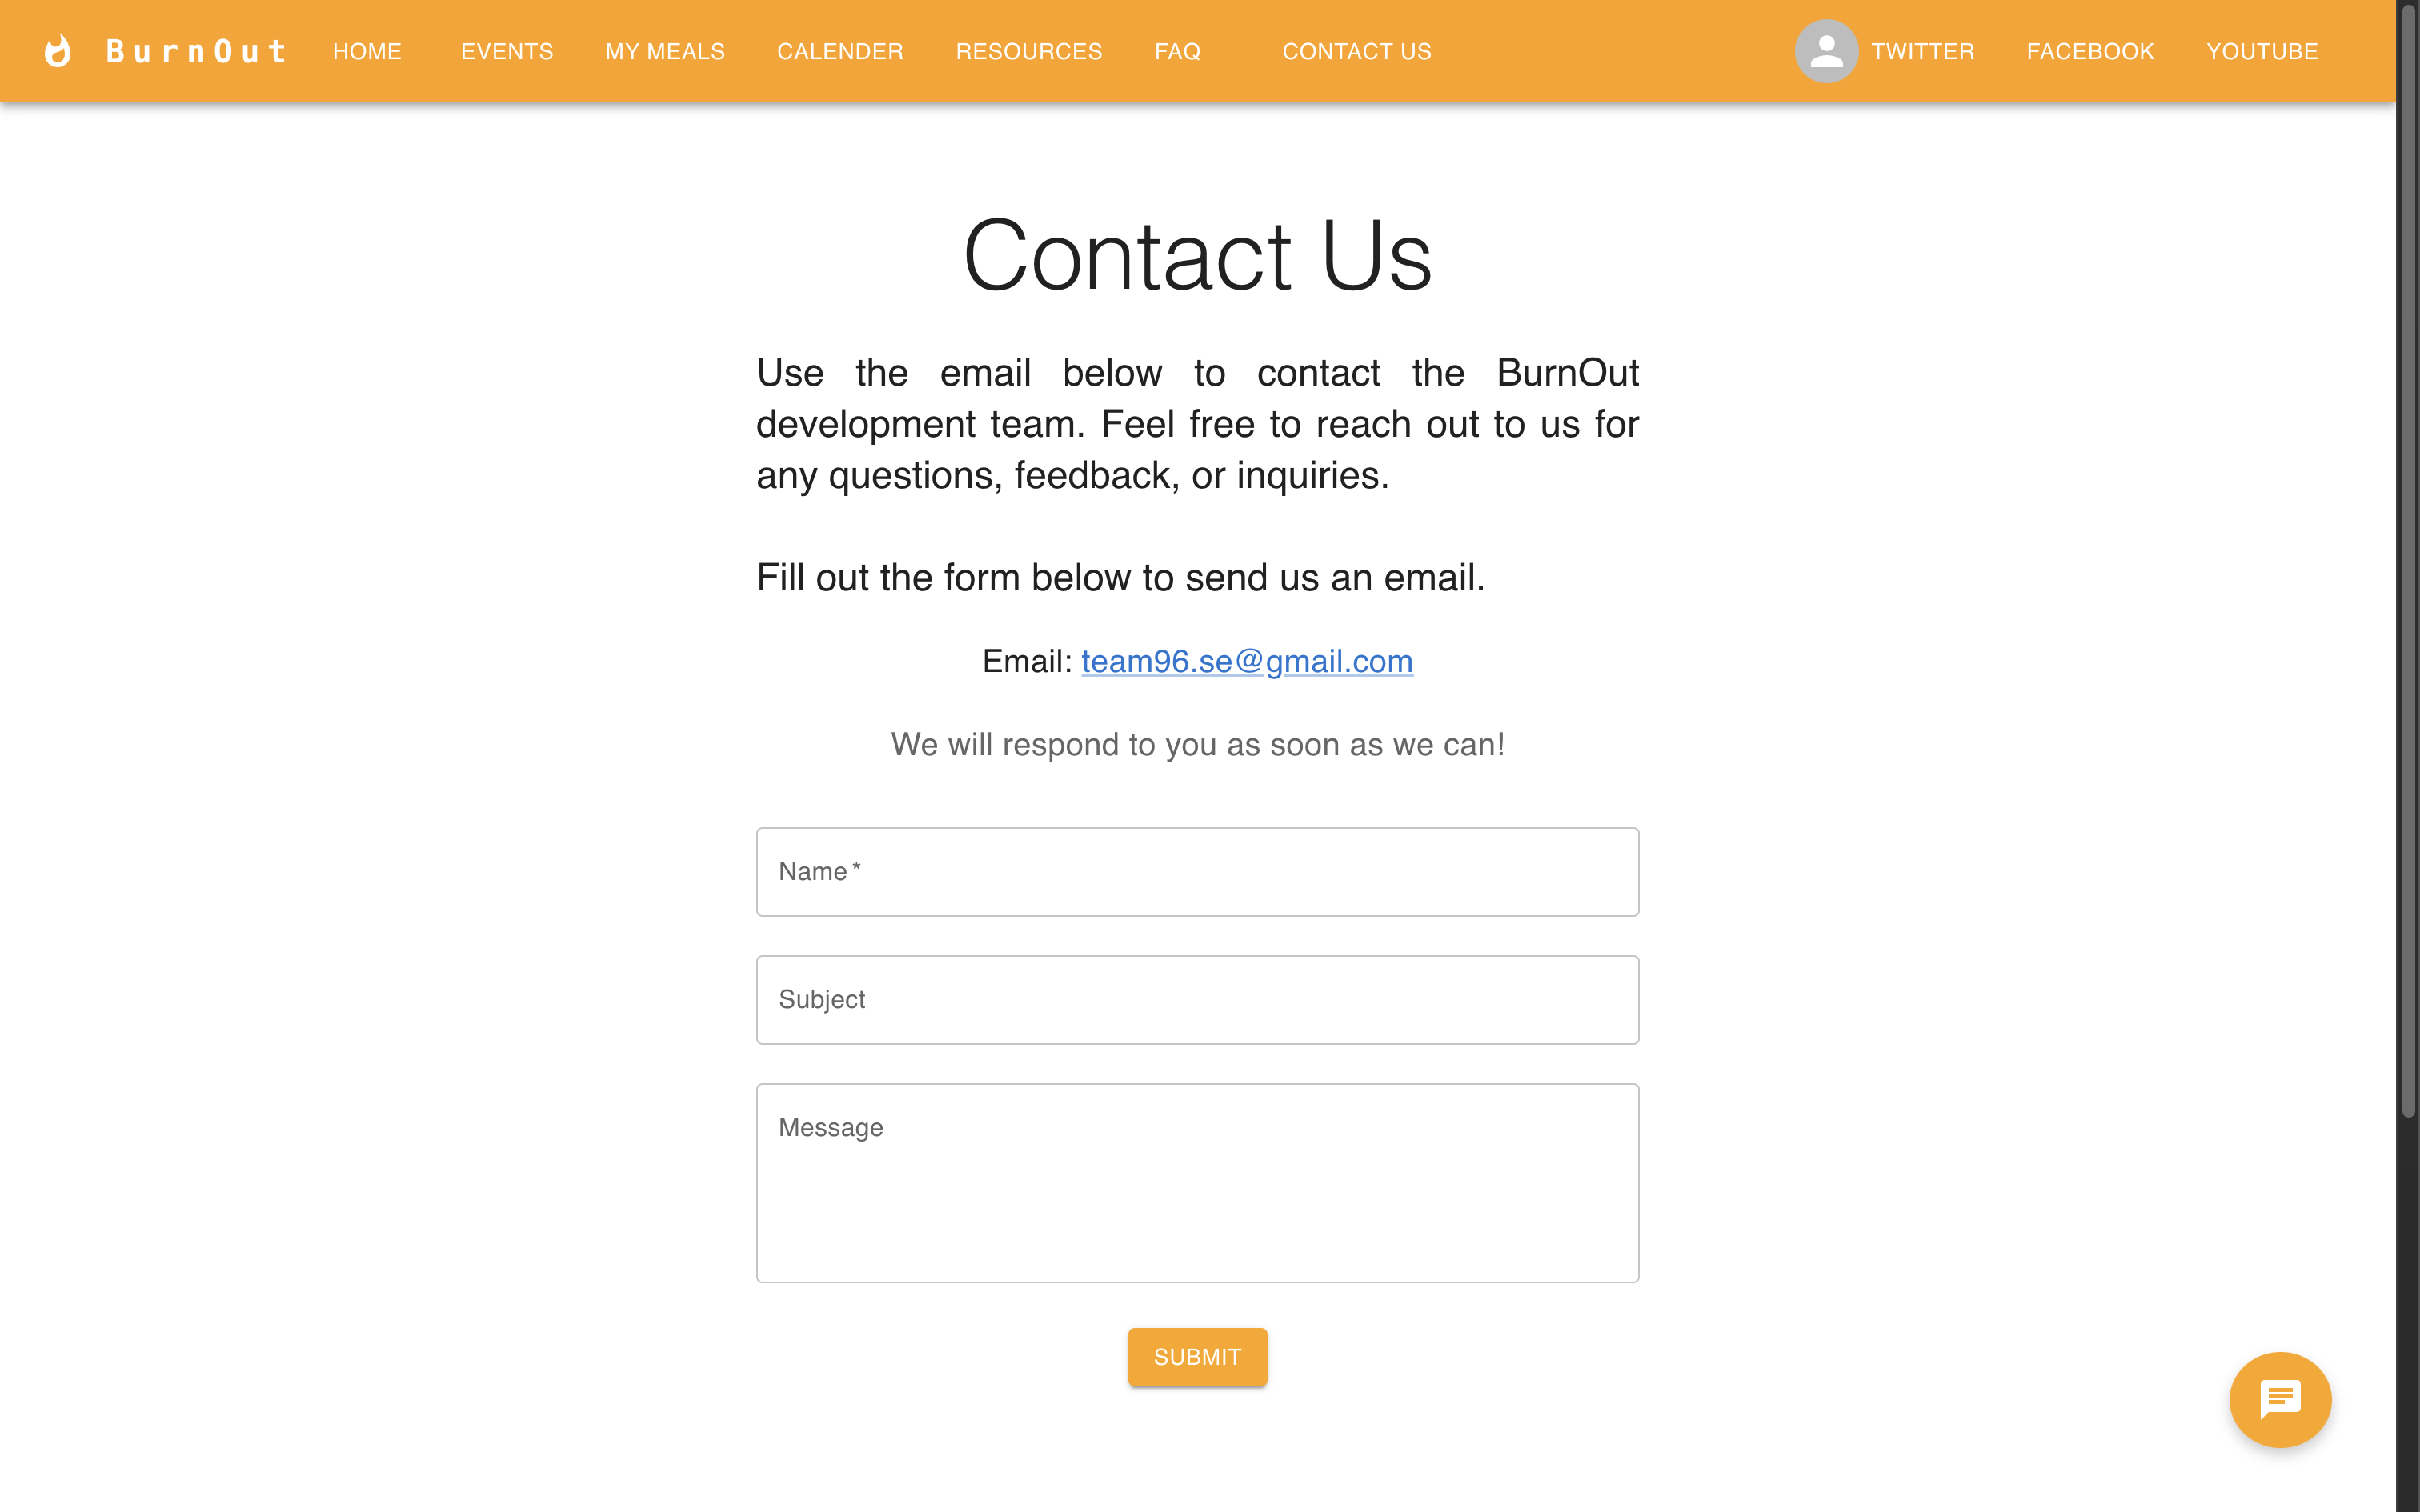 BurnOut HOME EVENTS MY MEALS CALENDER RESOURCES FAQ CONTACT US TWITTER FACEBOOK YOUTUBE
Contact Us
Use the email below to contact the BurnOut
development team. Feel free to reach out to us for
any questions, feedback, or inquiries.
Fill out the form below to send us an email.
Email: team96.se@gmail.com
We will respond to you as soon as we can!
Name *
Subject
Message
SUBMIT